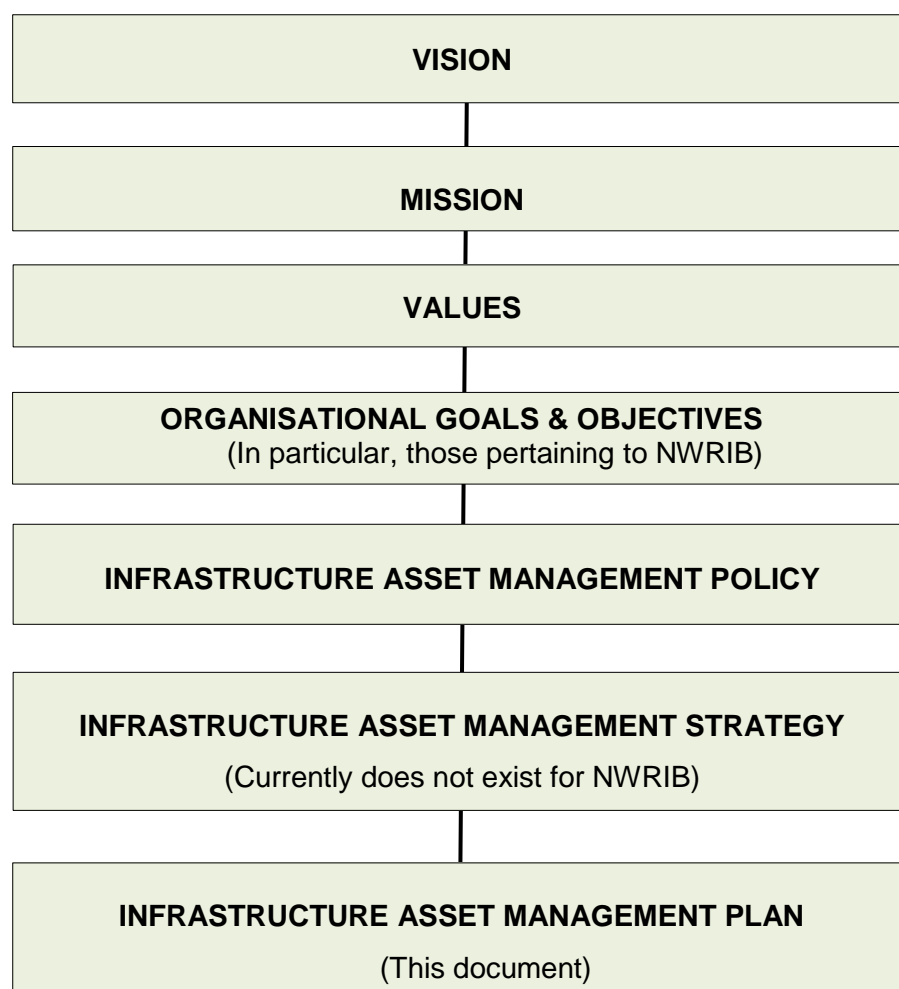 VISION
MISSION
VALUES
ORGANISATIONAL GOALS & OBJECTIVES
(In particular, those pertaining to NWRIB)
INFRASTRUCTURE ASSET MANAGEMENT POLICY
INFRASTRUCTURE ASSET MANAGEMENT STRATEGY
(Currently does not exist for NWRIB)
INFRASTRUCTURE ASSET MANAGEMENT PLAN
(This document)